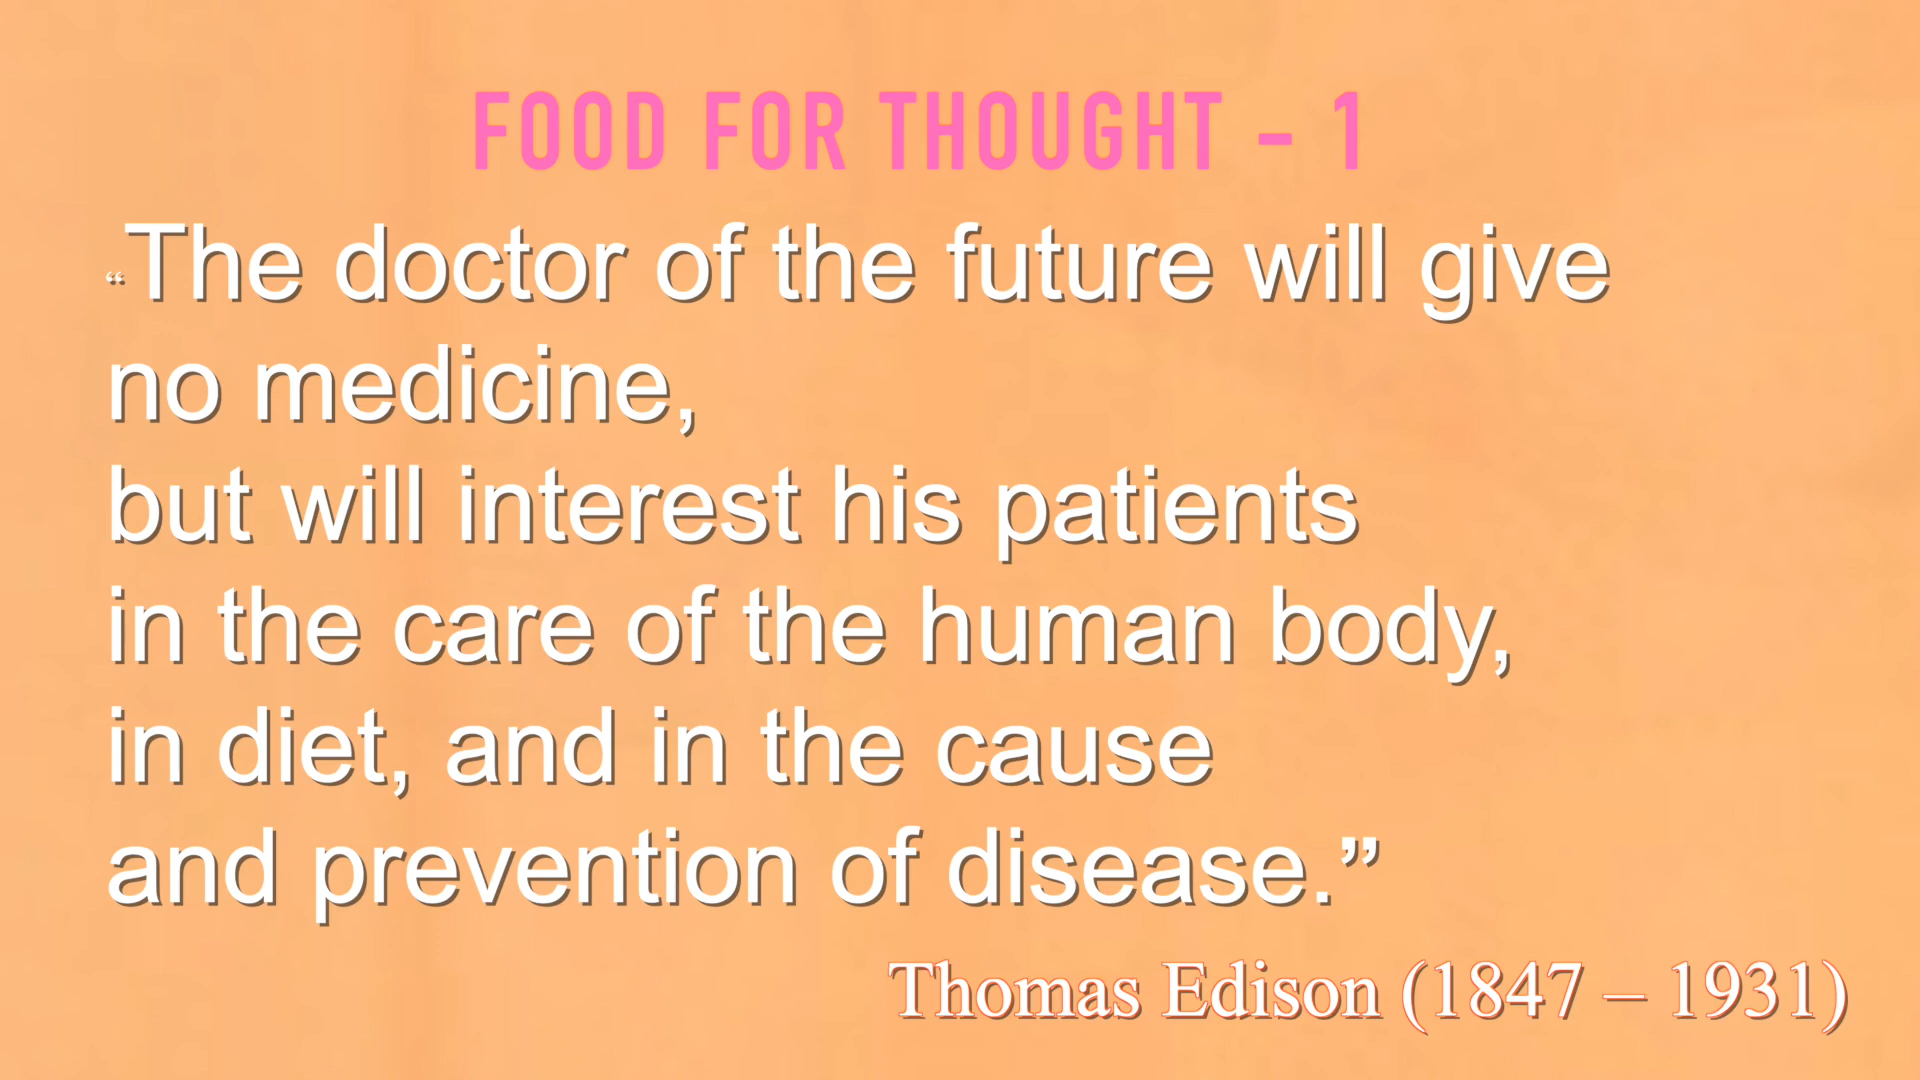 FOOD FOR THOUGHT – 1
“The doctor of the future will give
no medicine,
but will interest his patients
in the care of the human body,
in diet, and in the cause
and prevention of disease.”
Thomas Edison (1847 – 1931)